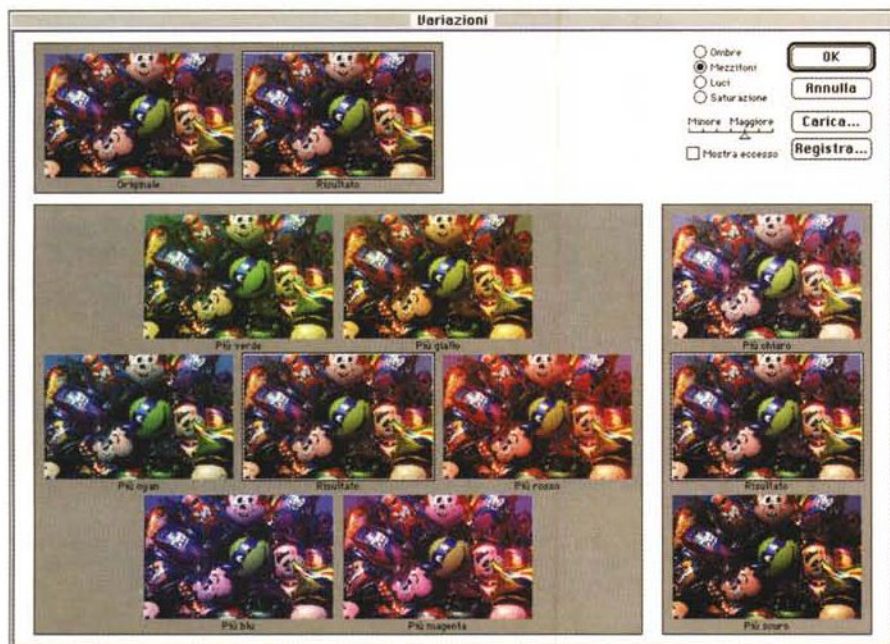 Variazioni
Originale
Risultato
Ombre
Mezzitoni
Luci
Saturazione
Minore Maggiore
Mostra eccesso
OK
Annulla
Carica...
Registra...
Più verde
Più giallo
Più cyan
Risultato
Più rosso
Più blu
Più magenta
Più chiaro
Risultato
Più scuro